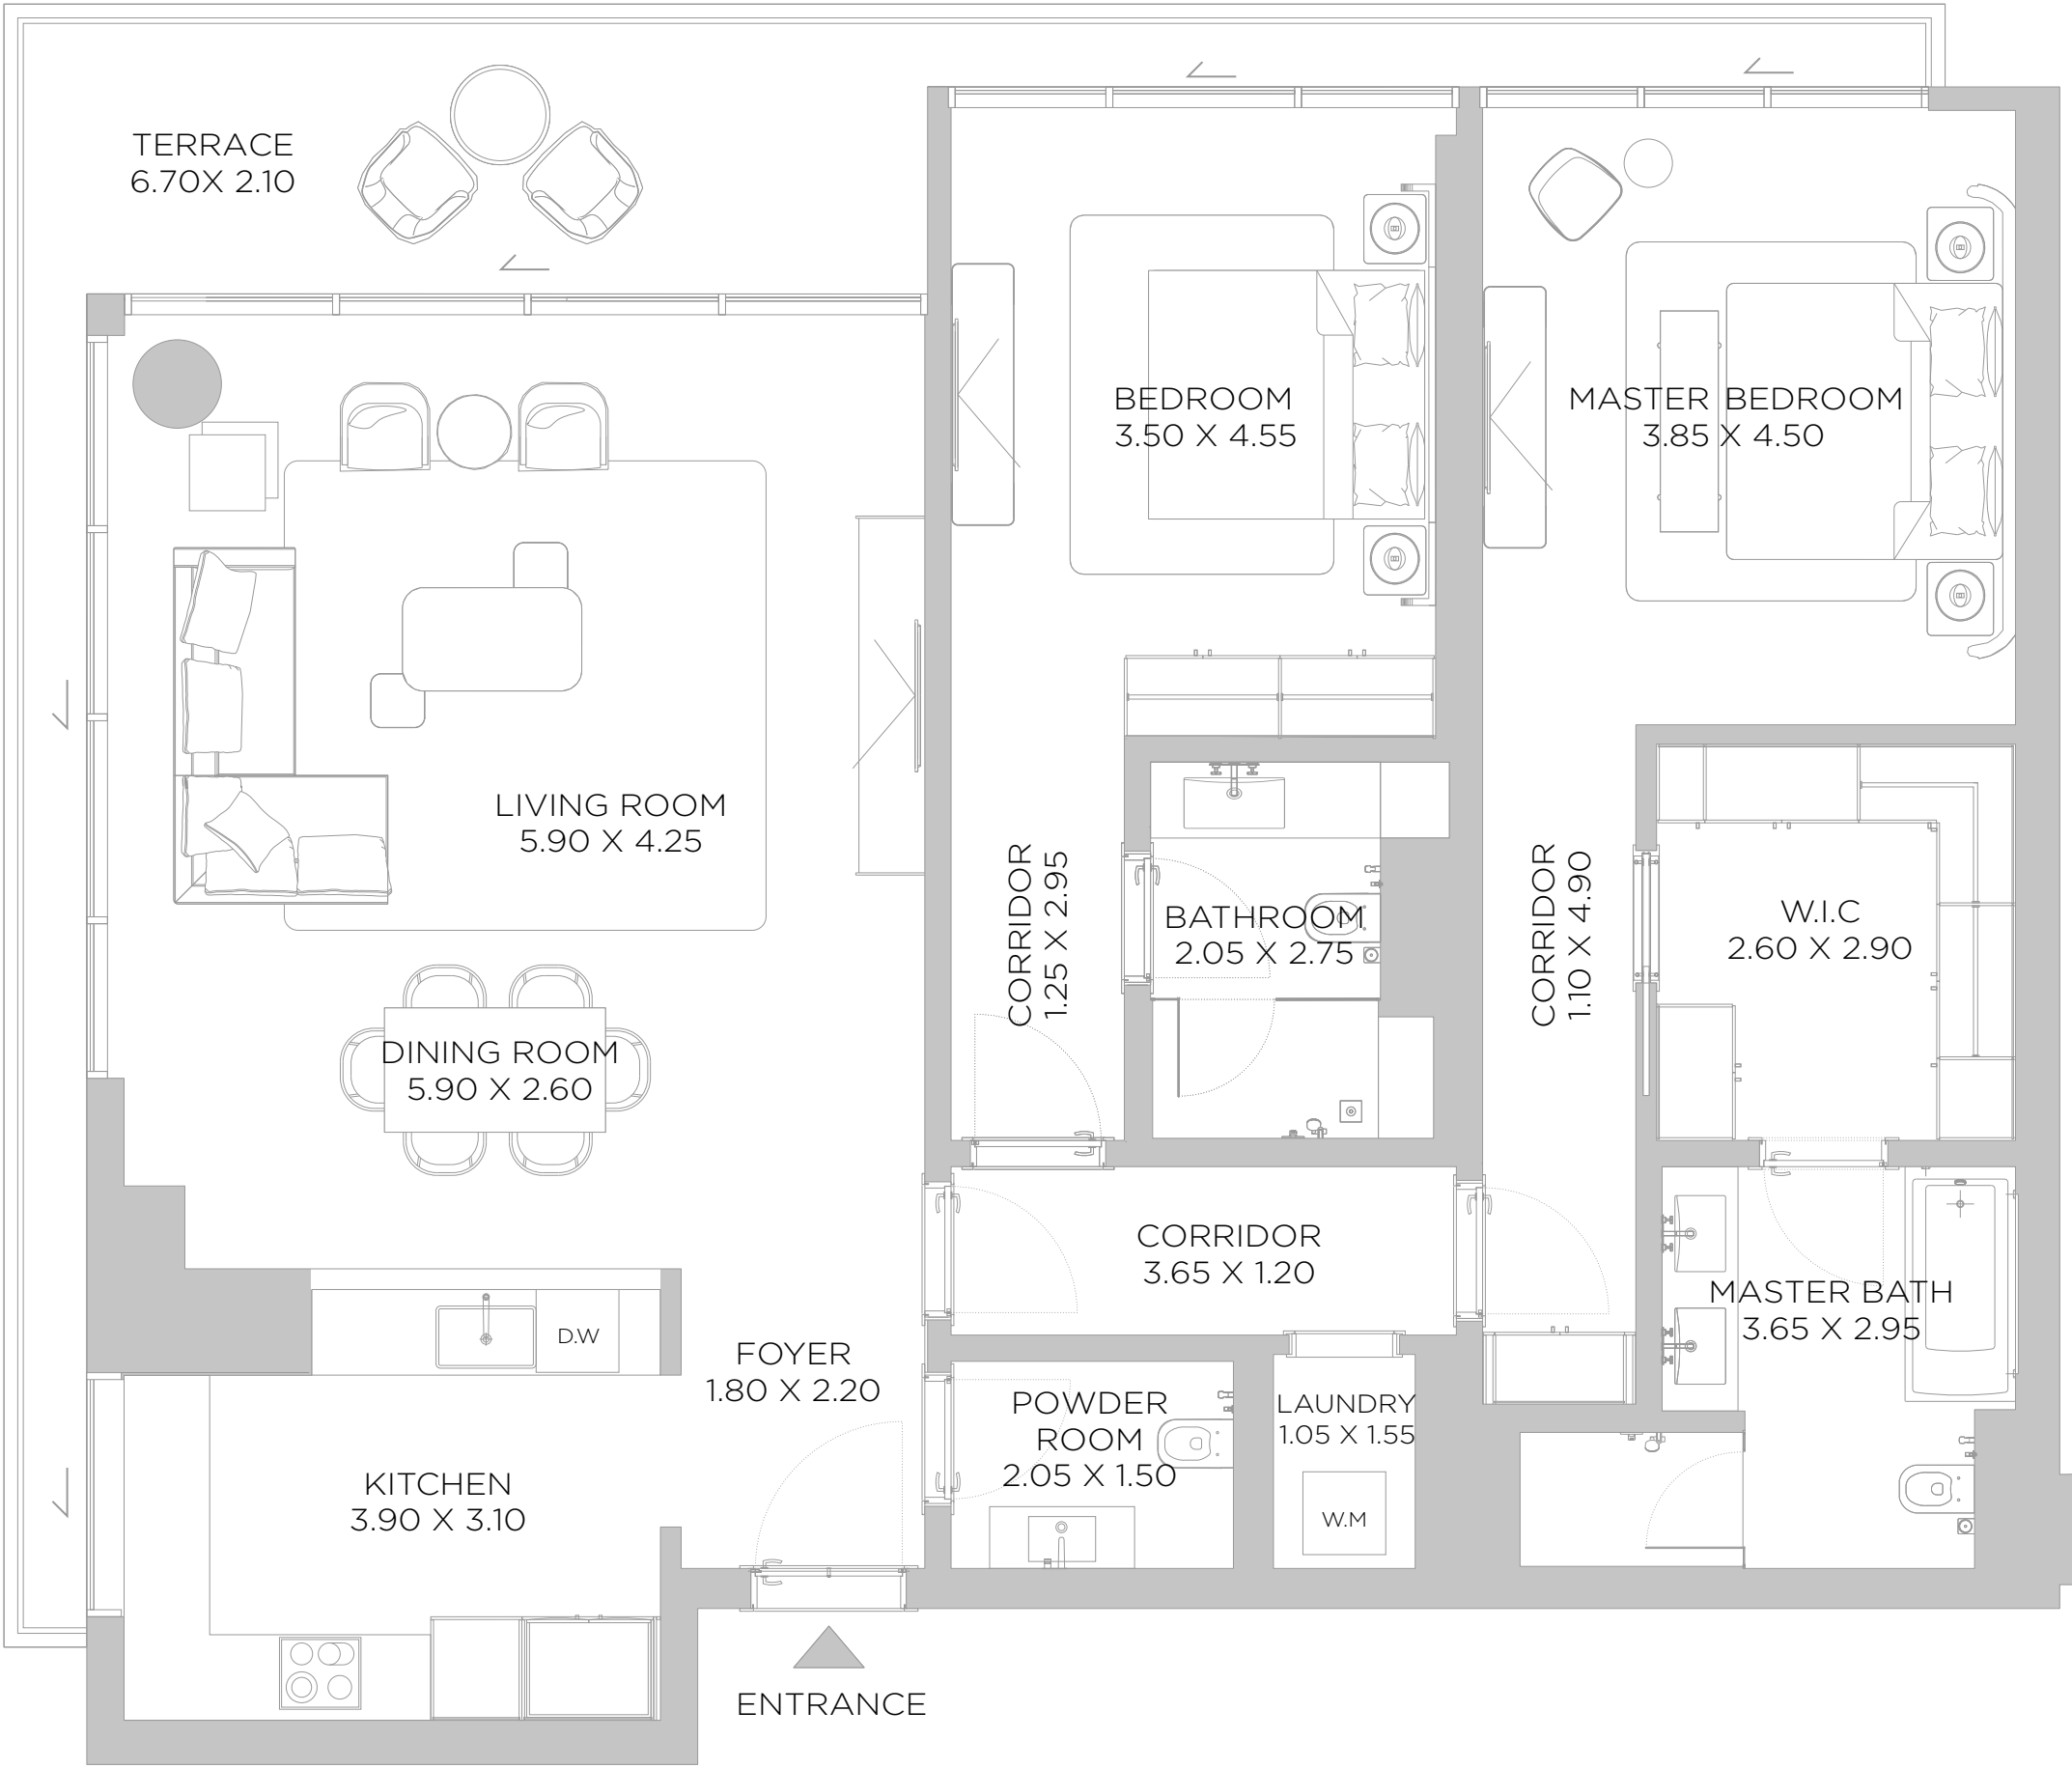 TERRACE
6.70X 2.10
BEDROOM
3.50 X 4.55
MASTER BEDROOM
3.85 X 4.50
LIVING ROOM
5.90 X 4.25
CORRIDOR
1.25 X 2.95
BATHROOM
2.05 X 2.75
CORRIDOR
1.10 X 4.90
W.I.C
2.60 X 2.90
DINING ROOM
5.90 X 2.60
CORRIDOR
3.65 X 1.20
MASTER BATH
3.65 X 2.95
D.W
FOYER
1.80 X 2.20
POWDER
ROOM
2.05 X 1.50
LAUNDRY
1.05 X 1.55
W.M
KITCHEN
3.90 X 3.10
ENTRANCE